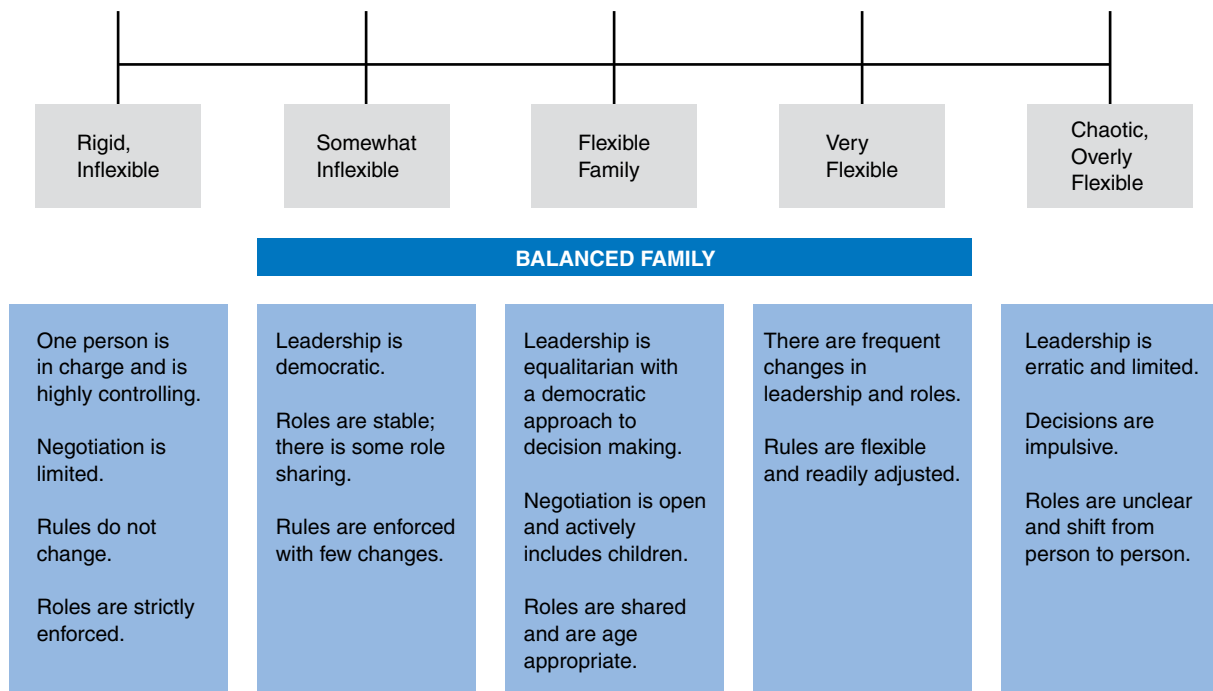 Rigid,
Inflexible
Somewhat
Inflexible
Flexible
Family
Very
Flexible
Chaotic,
Overly
Flexible
BALANCED FAMILY
One person is
in charge and is
highly controlling.
Negotiation is
limited.
Rules do not
change.
Roles are strictly
enforced.
Leadership is
democratic.
Roles are stable;
there is some role
sharing.
Rules are enforced
with few changes.
Leadership is
equalitarian with
a democratic
approach to
decision making.
Negotiation is open
and actively
includes children.
Roles are shared
and are age
appropriate.
There are frequent
changes in
leadership and roles.
Rules are flexible
and readily adjusted.
Leadership is
erratic and limited.
Decisions are
impulsive.
Roles are unclear
and shift from
person to person.